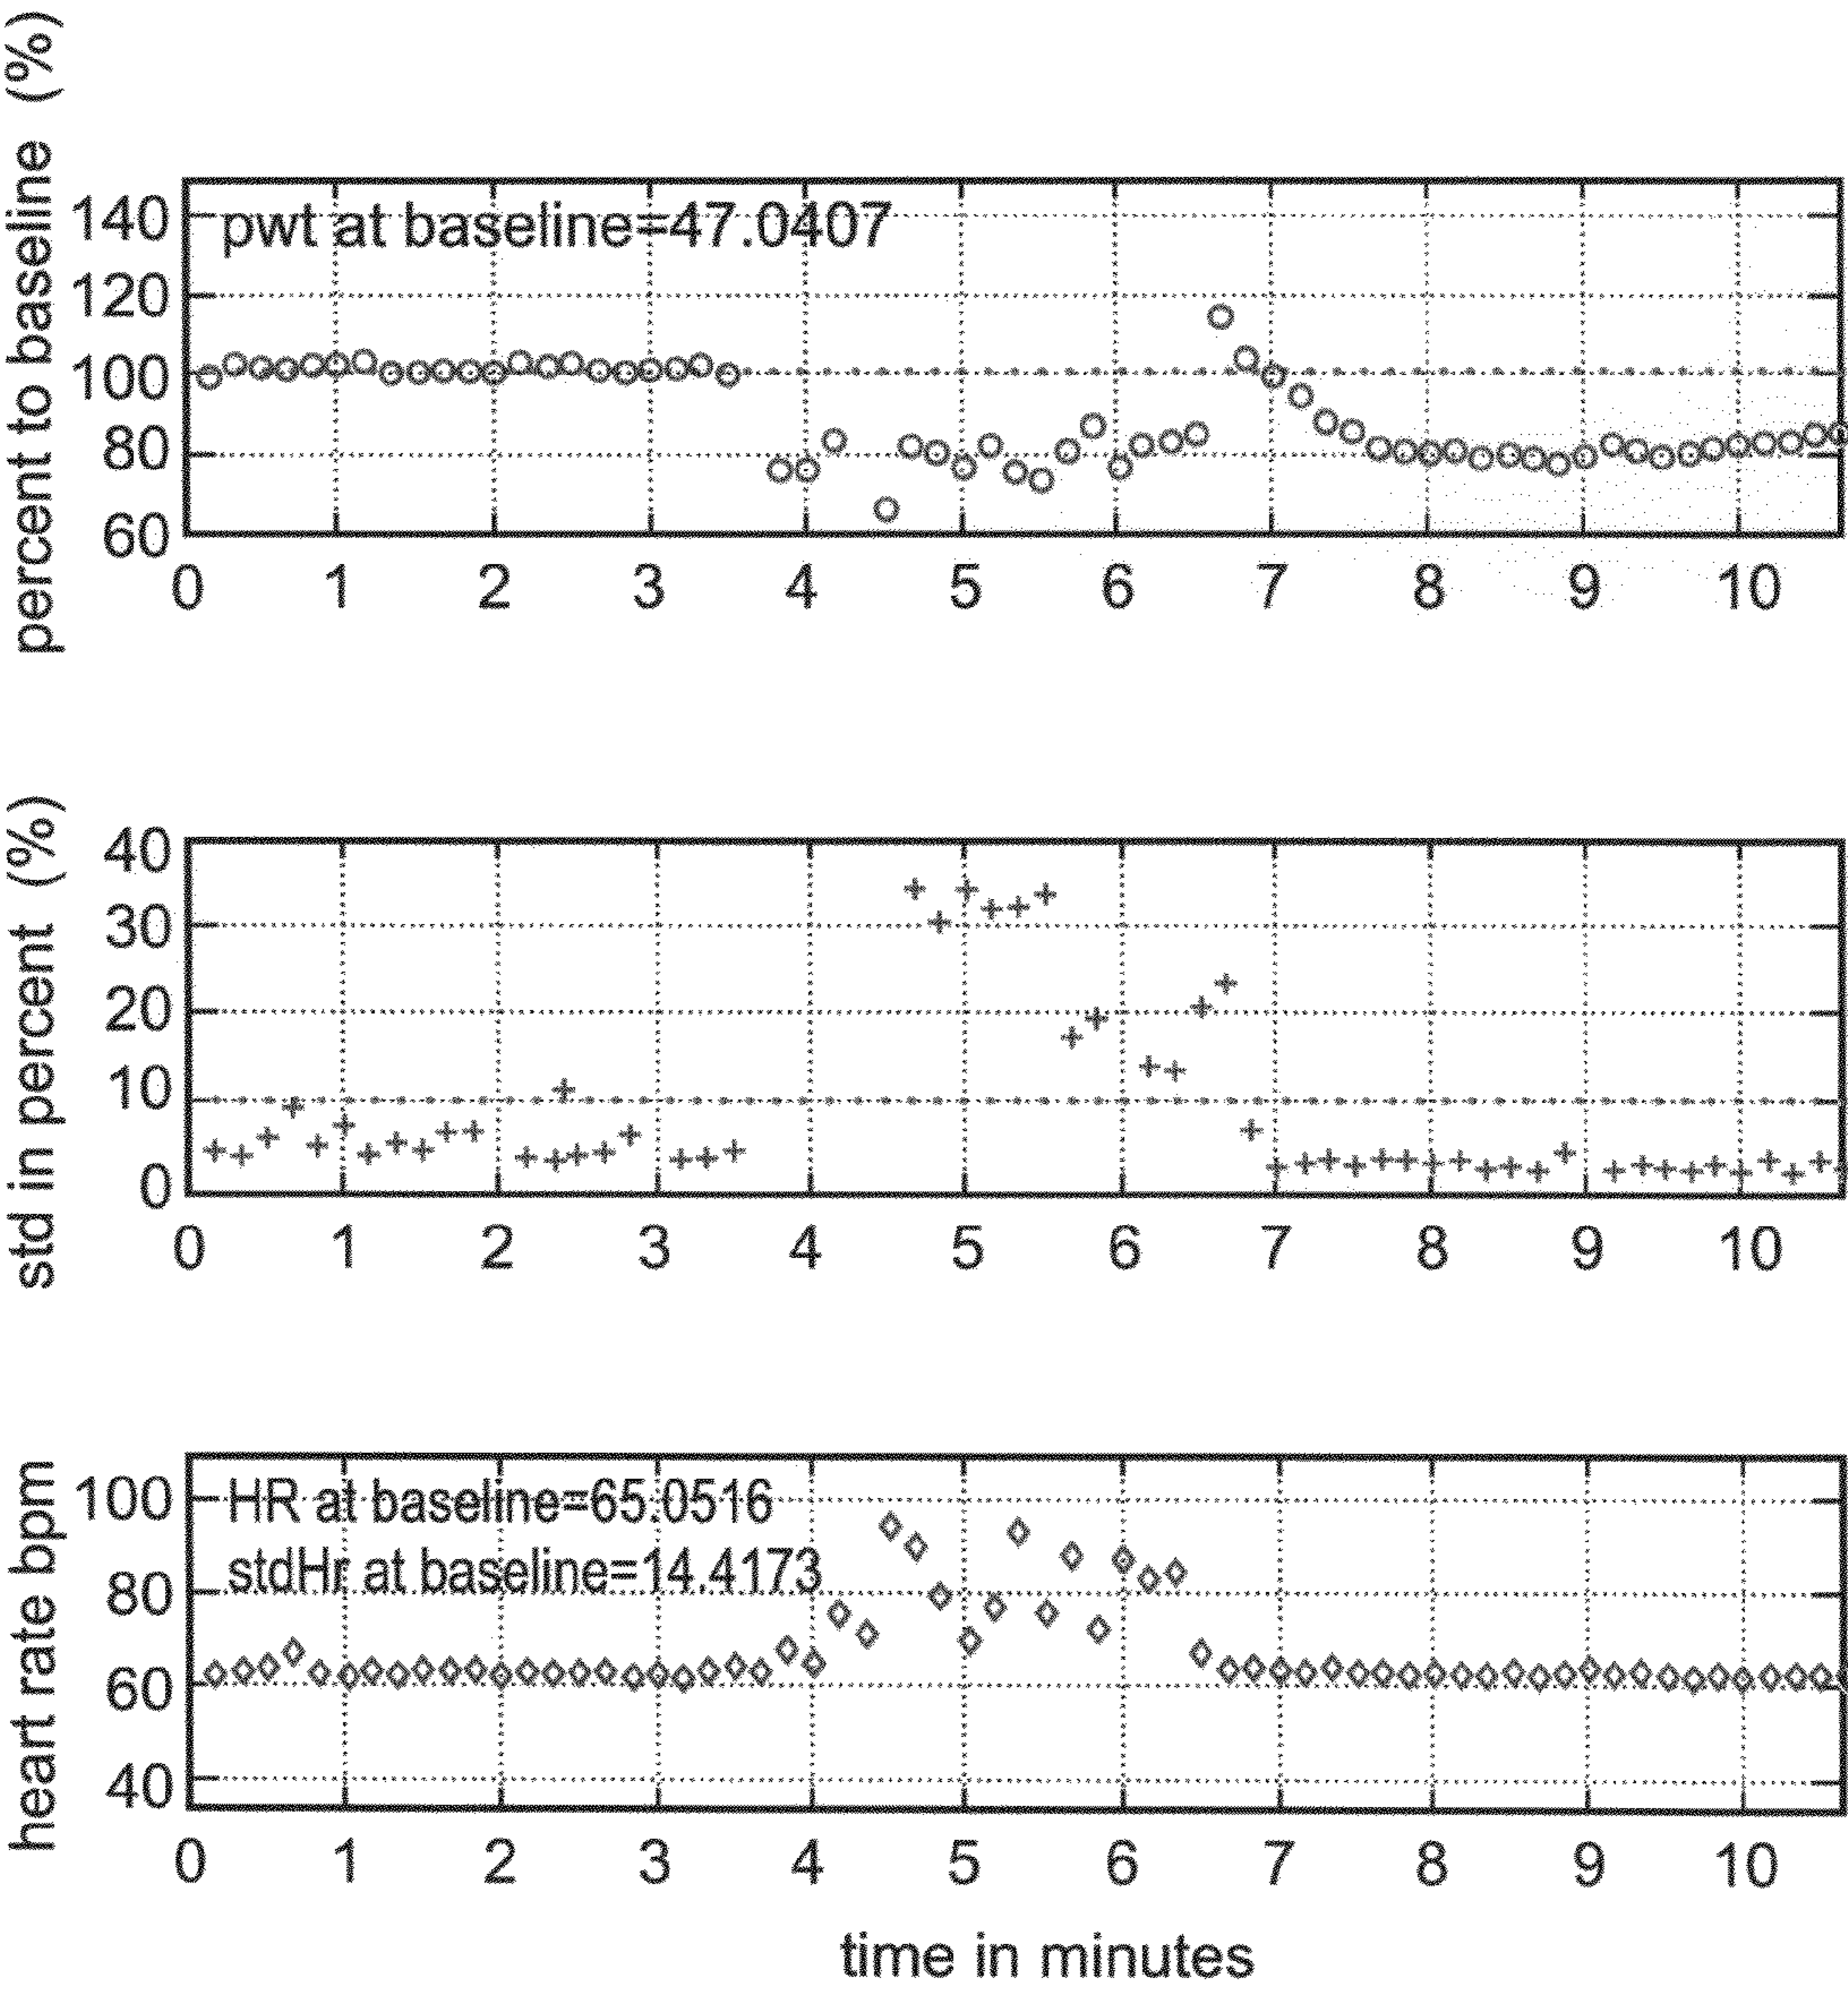 percent to baseline (%)
140
120
100
80
60
pwt at baseline=47.0407
0 1 2 3 4 5 6 7 8 9 10
std in percent (%)
40
30
20
10
0
0 1 2 3 4 5 6 7 8 9 10
heart rate bpm
100
80
60
40
HR at baseline=65.0516
stdHr at baseline=14.4173
0 1 2 3 4 5 6 7 8 9 10
time in minutes